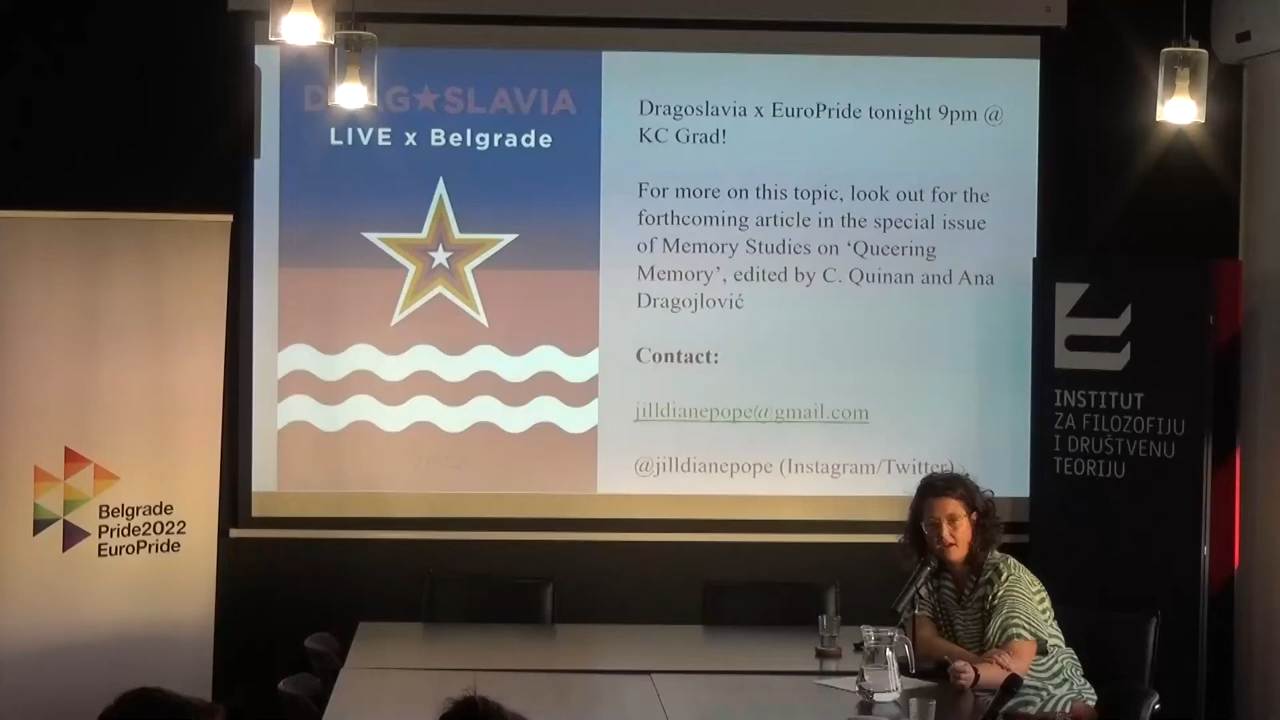 DRAG★SLAVIA
LIVE x Belgrade
Dragoslavia x EuroPride tonight 9pm @
KC Grad!
For more on this topic, look out for the
forthcoming article in the special issue
of Memory Studies on ‘Queering
Memory’, edited by C. Quinan and Ana
Dragojlović
Contact:
jilldianepope@gmail.com
@jilldianepope (Instagram/Twitter)
Belgrade
Pride2022
EuroPride
INSTITUT
ZA FILOZOFIJU
I DRUŠTVENU
TEORIJU